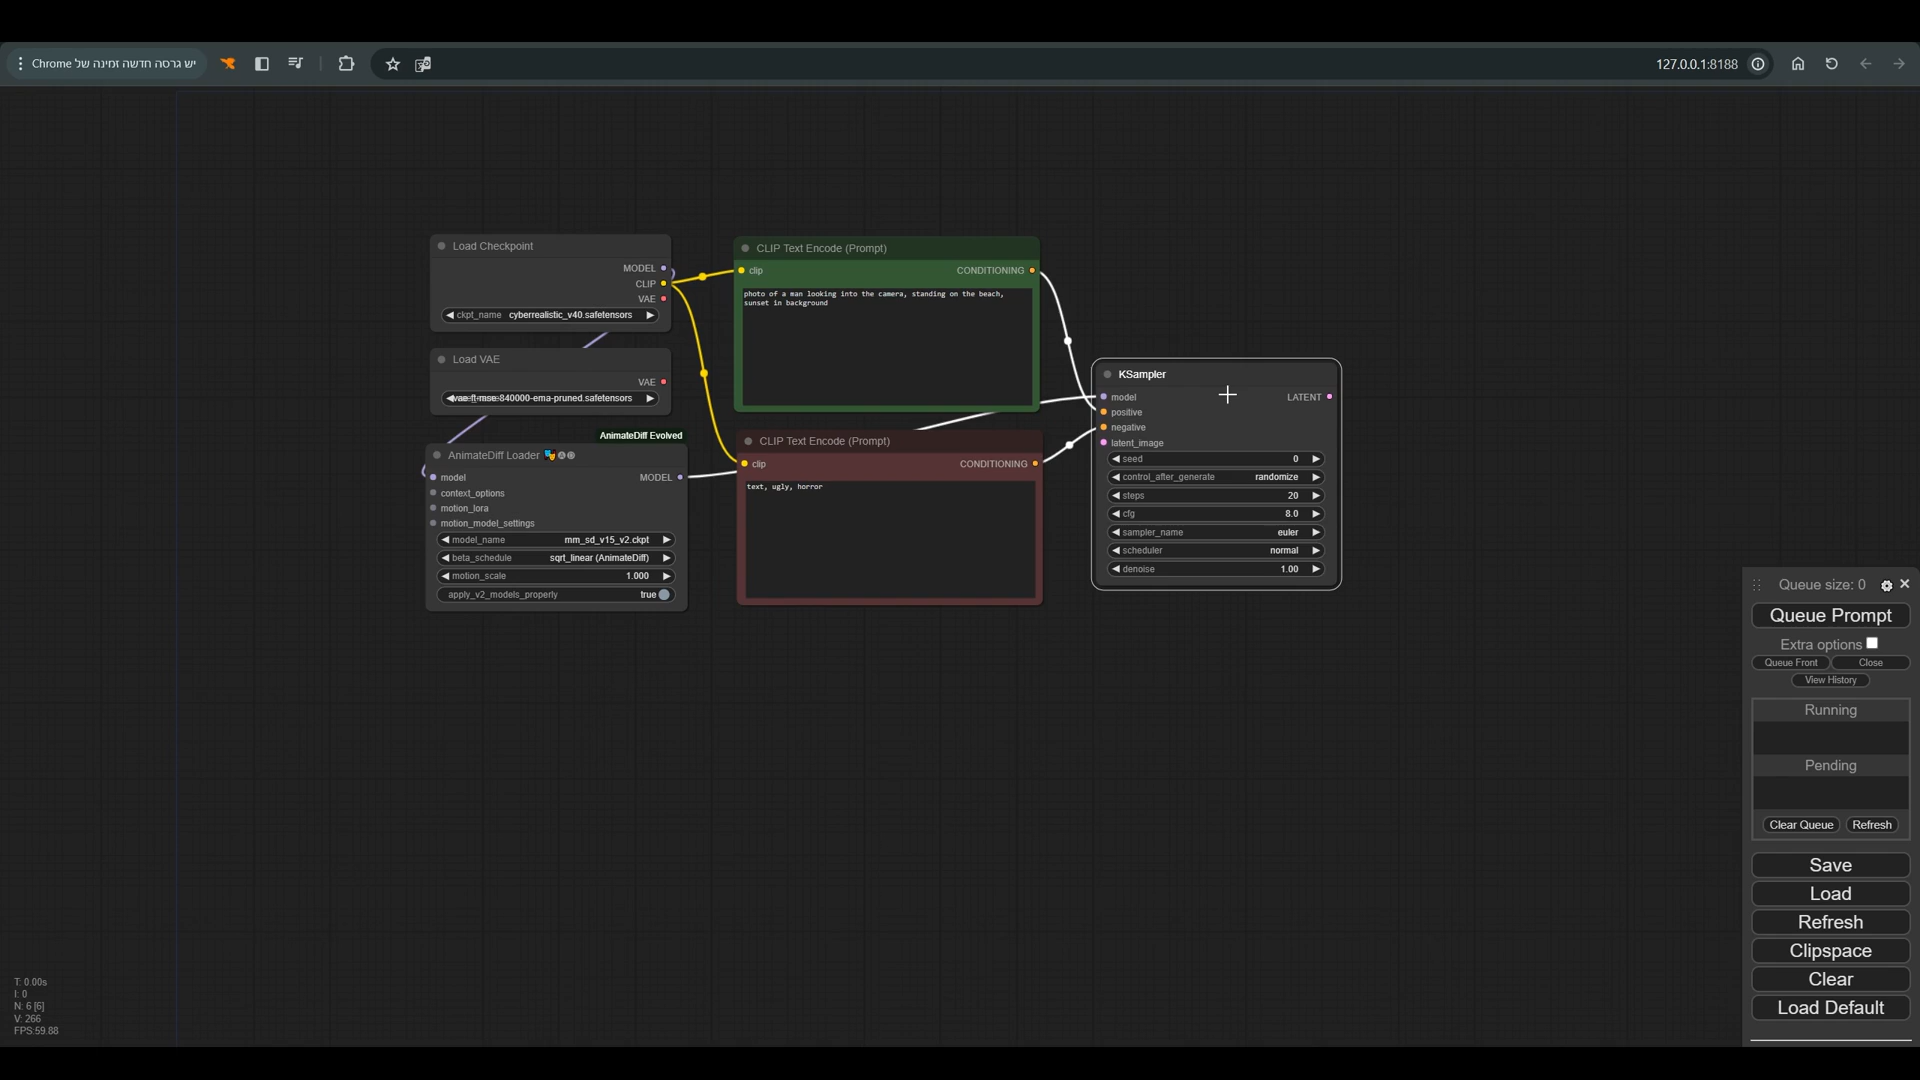 יש גרסה חדשה זמינה של Chrome
127.0.0.1:8188
Load Checkpoint
MODEL
CLIP
VAE
ckpt_name cyberrealistic_v40.safetensors
Load VAE
VAE
vae-ft-mse-840000-ema-pruned.safetensors
AnimateDiff Evolved
AnimateDiff Loader
model MODEL
context_options
motion_lora
motion_model_settings
model_name mm_sd_v15_v2.ckpt
beta_schedule sqrt_linear (AnimateDiff)
motion_scale 1.000
apply_v2_models_properly true
CLIP Text Encode (Prompt)
clip CONDITIONING
photo of a man looking into the camera, standing on the beach,
sunset in background
CLIP Text Encode (Prompt)
clip CONDITIONING
text, ugly, horror
KSampler
model LATENT
positive
negative
latent_image
seed 0
control_after_generate randomize
steps 20
cfg 8.0
sampler_name euler
scheduler normal
denoise 1.00
Queue size: 0
Queue Prompt
Extra options
Queue Front Close
View History
Running
Pending
Clear Queue Refresh
Save
Load
Refresh
Clipspace
Clear
Load Default
T: 0.00s
I: 0
N: 6 [6]
V: 266
FPS:59.88